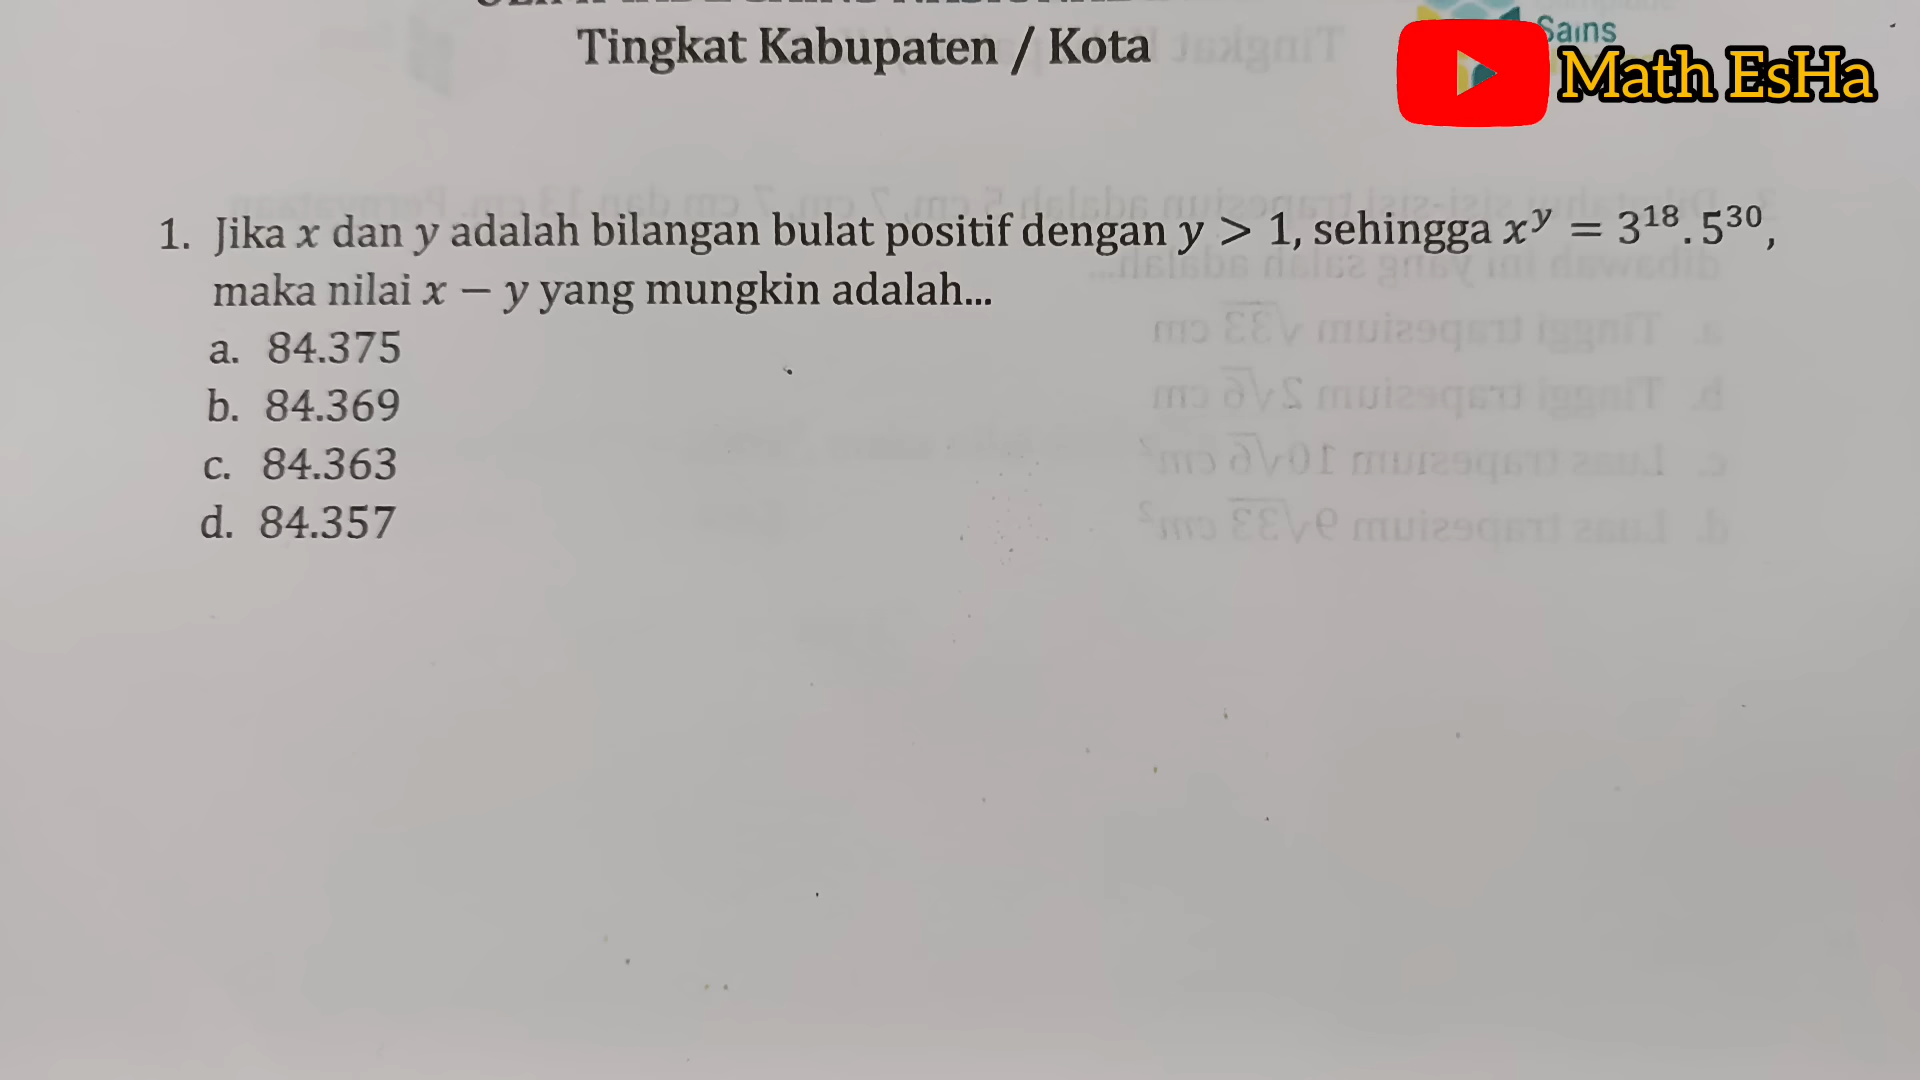 Tingkat Kabupaten / Kota
Sains
Math EsHa
1. Jika x dan y adalah bilangan bulat positif dengan y > 1, sehingga x^y = 3^18. 5^30,
maka nilai x − y yang mungkin adalah...
a. 84.375
b. 84.369
c. 84.363
d. 84.357